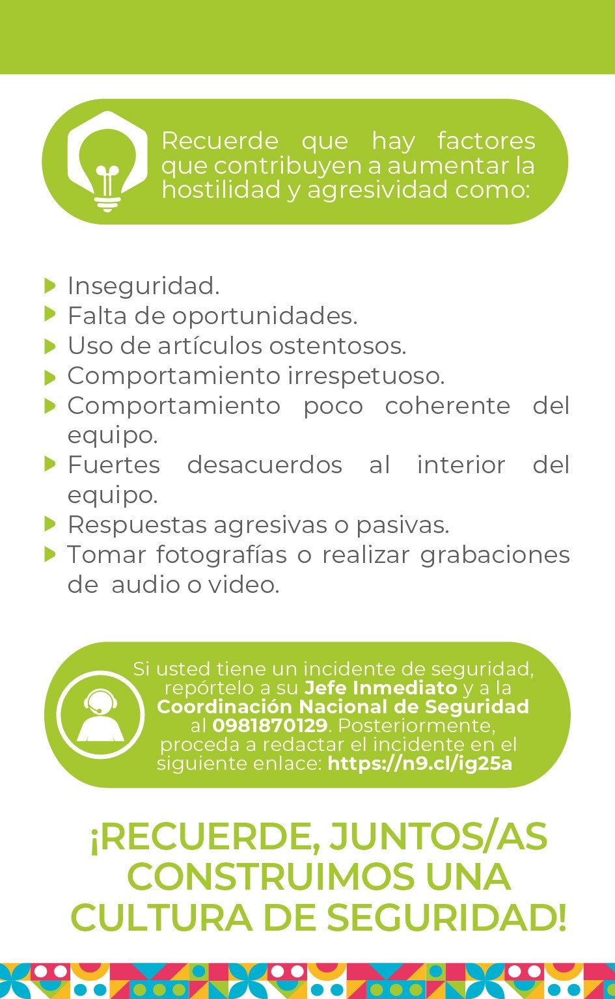 Recuerde que hay factores
que contribuyen a aumentar la
hostilidad y agresividad como:
Inseguridad.
Falta de oportunidades.
Uso de artículos ostentosos.
Comportamiento irrespetuoso.
Comportamiento poco coherente del
equipo.
Fuertes desacuerdos al interior del
equipo.
Respuestas agresivas o pasivas.
Tomar fotografías o realizar grabaciones
de audio o video.
Si usted tiene un incidente de seguridad,
repórtelo a su Jefe Inmediato y a la
Coordinación Nacional de Seguridad
al 0981870129. Posteriormente,
proceda a redactar el incidente en el
siguiente enlace: https://n9.cl/ig25a
¡RECUERDE, JUNTOS/AS
CONSTRUIMOS UNA
CULTURA DE SEGURIDAD!